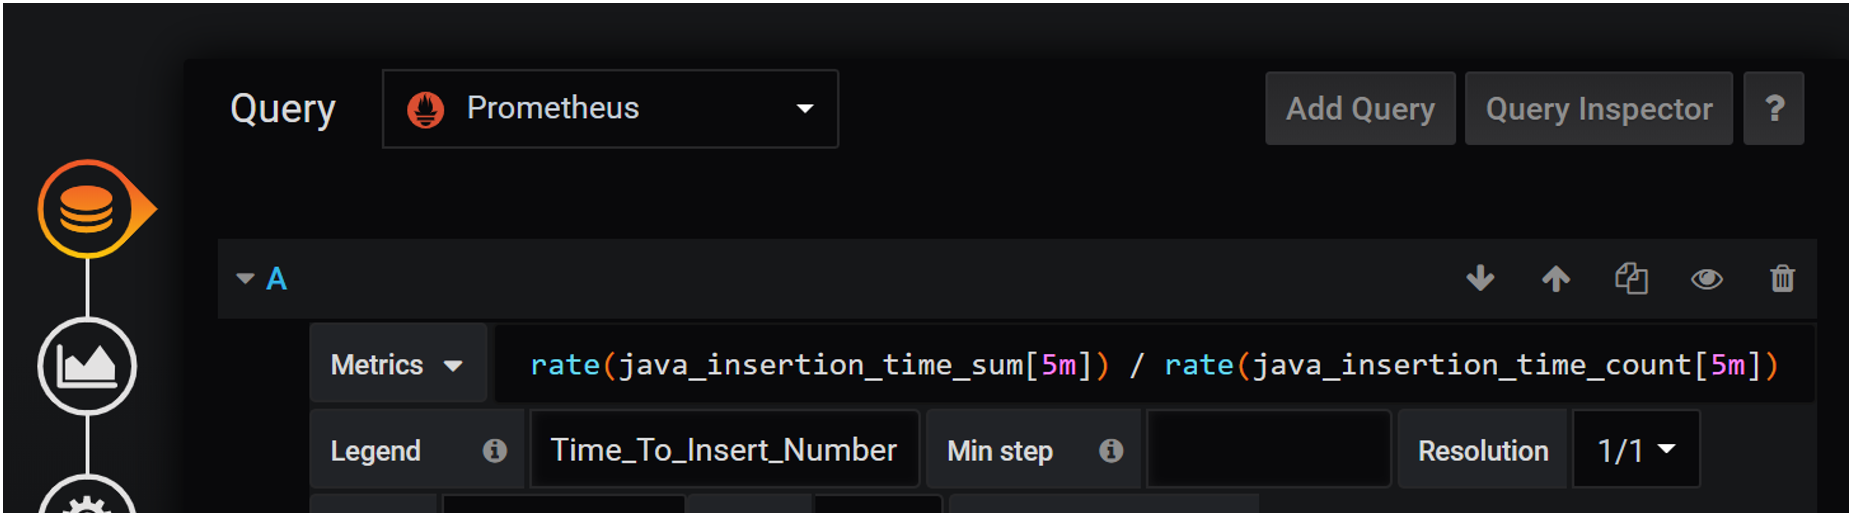 Query Prometheus Add Query Query Inspector ?
A
Metrics rate(java_insertion_time_sum[5m]) / rate(java_insertion_time_count[5m])
Legend Time_To_Insert_Number Min step Resolution 1/1